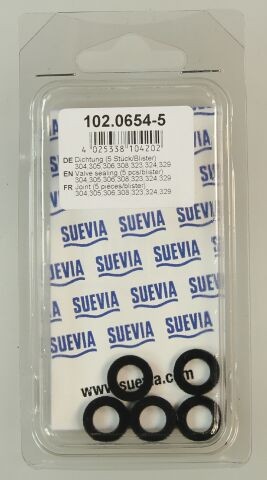 102.0654-5
4 025338 104202
DE Dichtung (5 Stück/Blister)
304,305,306,308,323,324,329
EN Valve sealing (5 pcs/blister)
304,305,306,308,323,324,329
FR Joint (5 pièces/blister)
304,305,306,308,323,324,329
SUEVIA SUEVIA
SUEVIA SUEVIA
SUEVIA SUEVIA
SUEVIA SUEVIA
SUEVIA
www.suevia.com